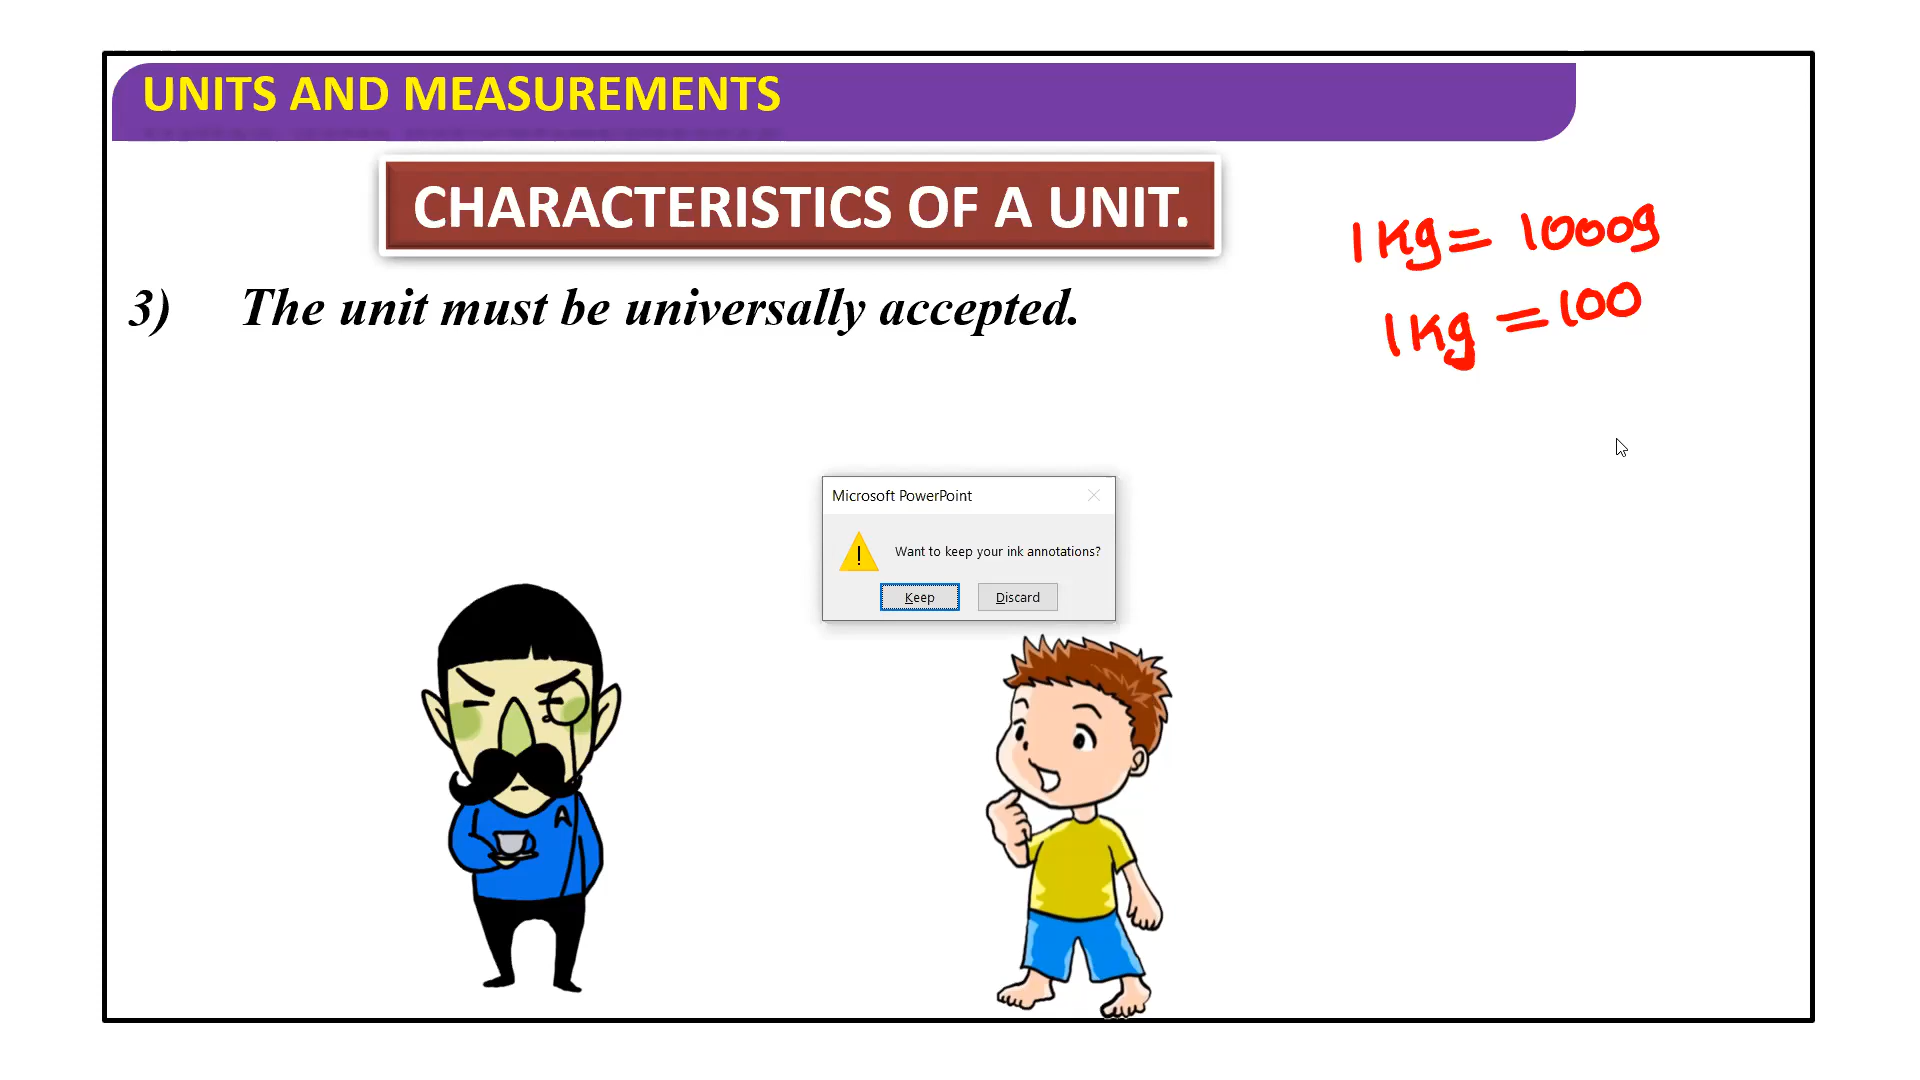 UNITS AND MEASUREMENTS
CHARACTERISTICS OF A UNIT.
1 Kg = 1000g
3) The unit must be universally accepted.
1 Kg = 100
Microsoft PowerPoint
Want to keep your ink annotations?
Keep Discard